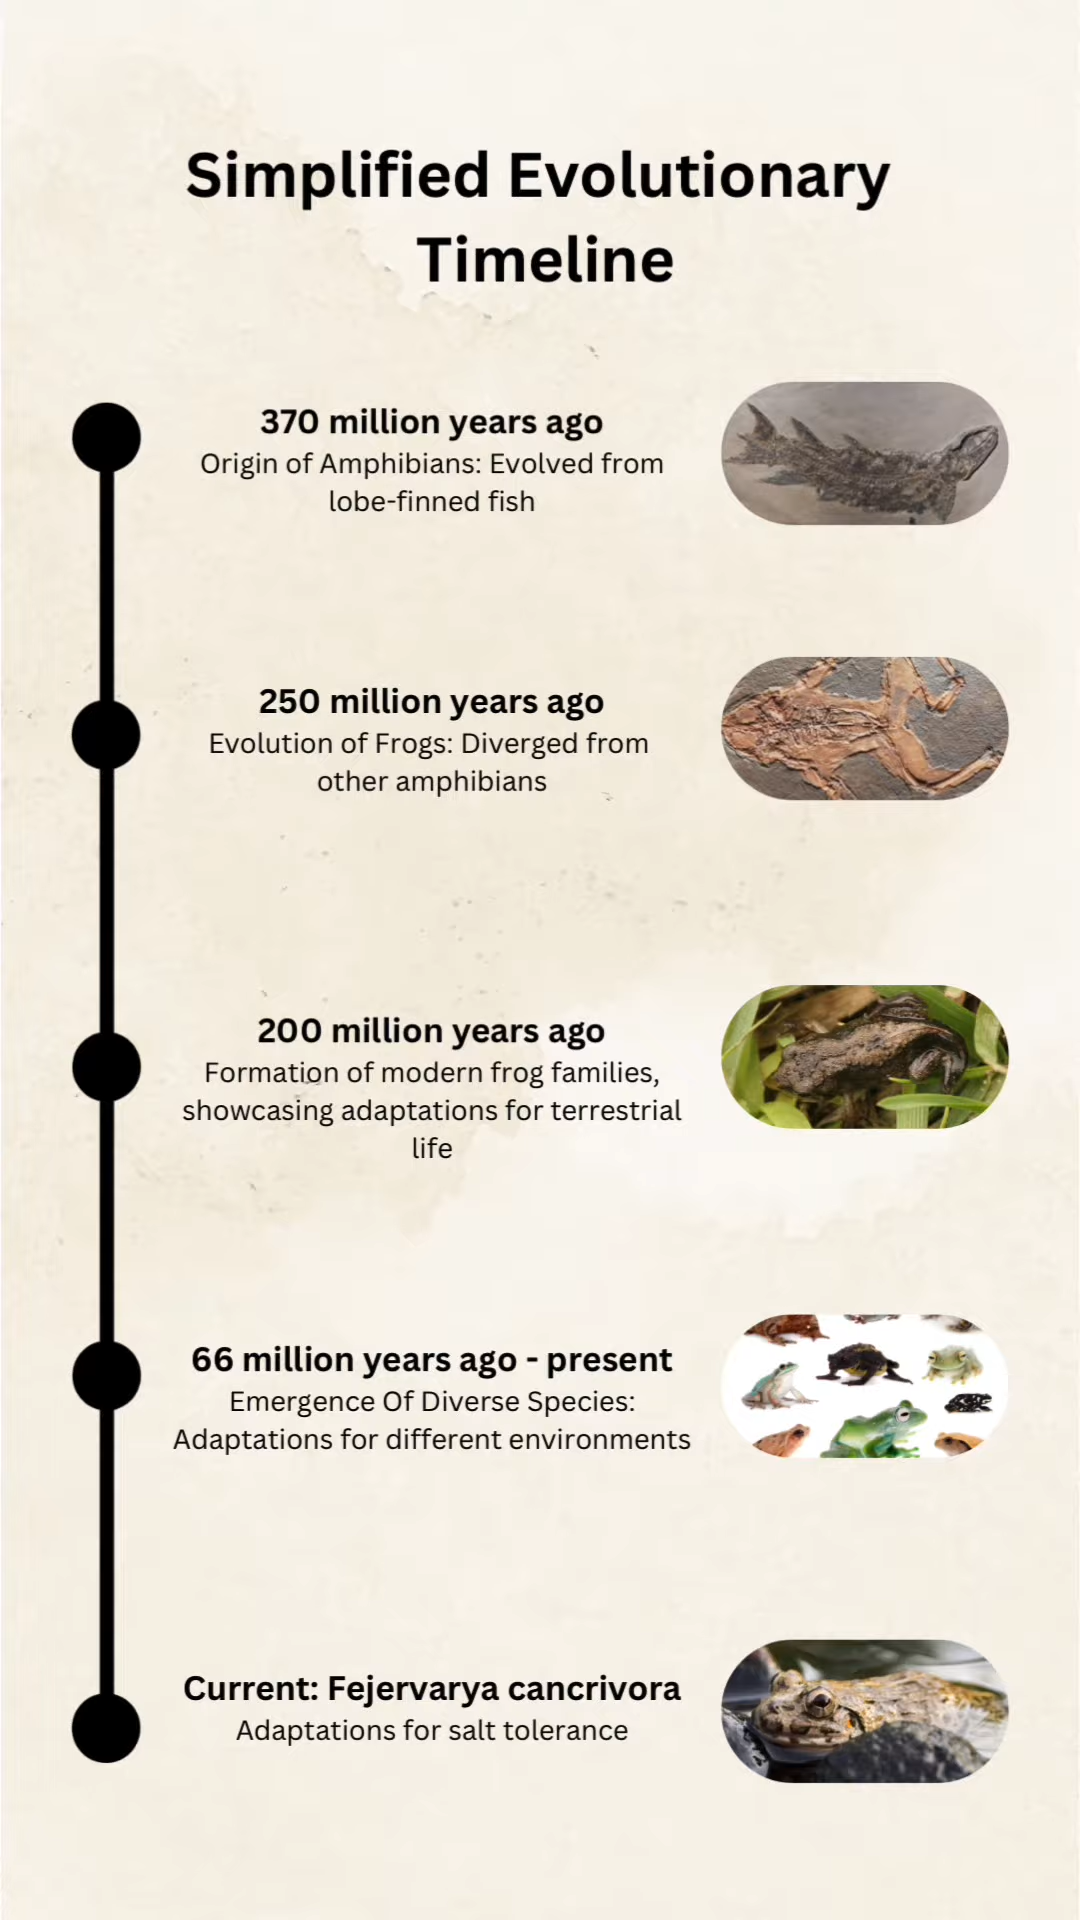 Simplified Evolutionary
Timeline
370 million years ago
Origin of Amphibians: Evolved from
lobe-finned fish
250 million years ago
Evolution of Frogs: Diverged from
other amphibians
200 million years ago
Formation of modern frog families,
showcasing adaptations for terrestrial
life
66 million years ago - present
Emergence Of Diverse Species:
Adaptations for different environments
Current: Fejervarya cancrivora
Adaptations for salt tolerance